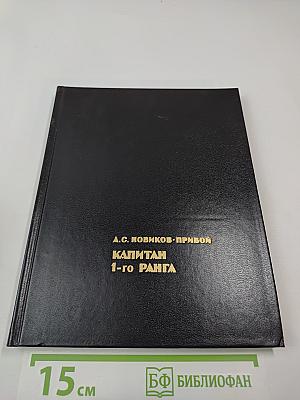 А.С. НОВИКОВ-ПРИБОЙ
КАПИТАН
1-го РАНГА
15 см
БФ БИБЛИОФАН